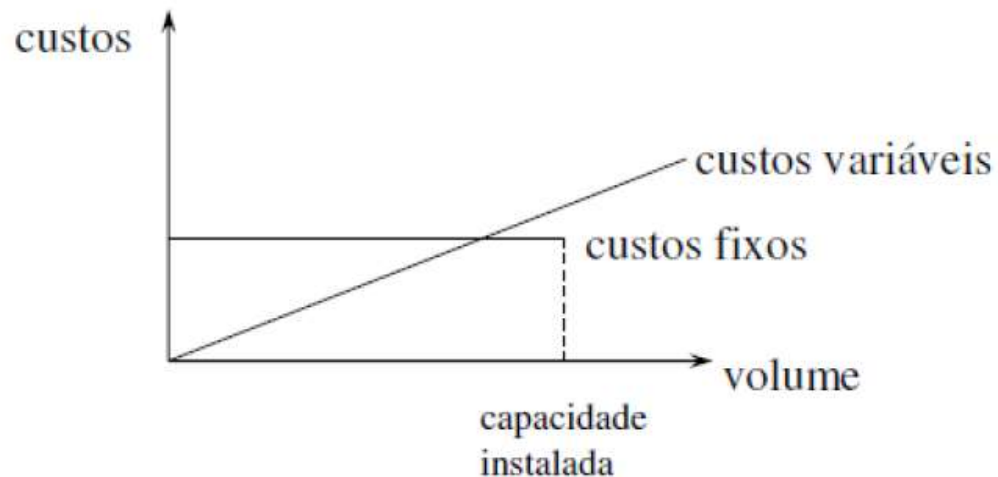 custos
custos variáveis
custos fixos
volume
capacidade
instalada